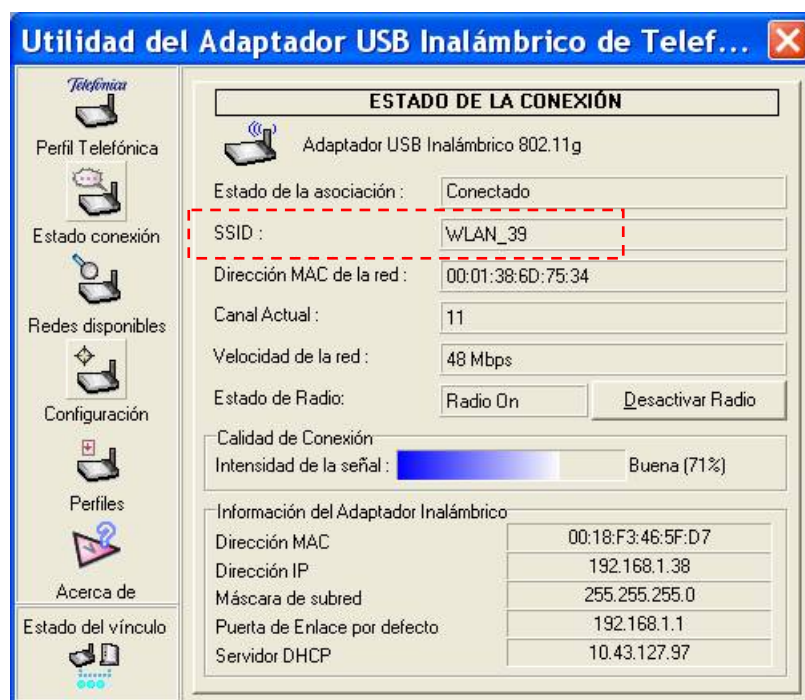 Utilidad del Adaptador USB Inalámbrico de Telef...
Telefónica
Perfil Telefónica
Estado conexión
Redes disponibles
Configuración
Perfiles
Acerca de
Estado del vínculo
ESTADO DE LA CONEXIÓN
Adaptador USB Inalámbrico 802.11g
Estado de la asociación : Conectado
SSID : WLAN_39
Dirección MAC de la red : 00:01:38:6D:75:34
Canal Actual : 11
Velocidad de la red : 48 Mbps
Estado de Radio: Radio On Desactivar Radio
Calidad de Conexión
Intensidad de la señal : Buena (71%)
Información del Adaptador Inalámbrico
Dirección MAC 00:18:F3:46:5F:D7
Dirección IP 192.168.1.38
Máscara de subred 255.255.255.0
Puerta de Enlace por defecto 192.168.1.1
Servidor DHCP 10.43.127.97